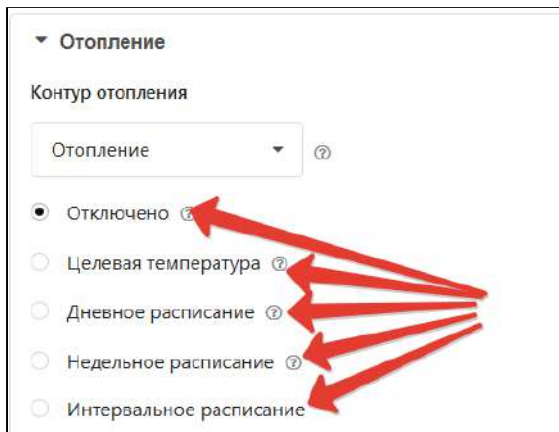 Отопление
Контур отопления
Отопление
Отключено
Целевая температура
Дневное расписание
Недельное расписание
Интервальное расписание